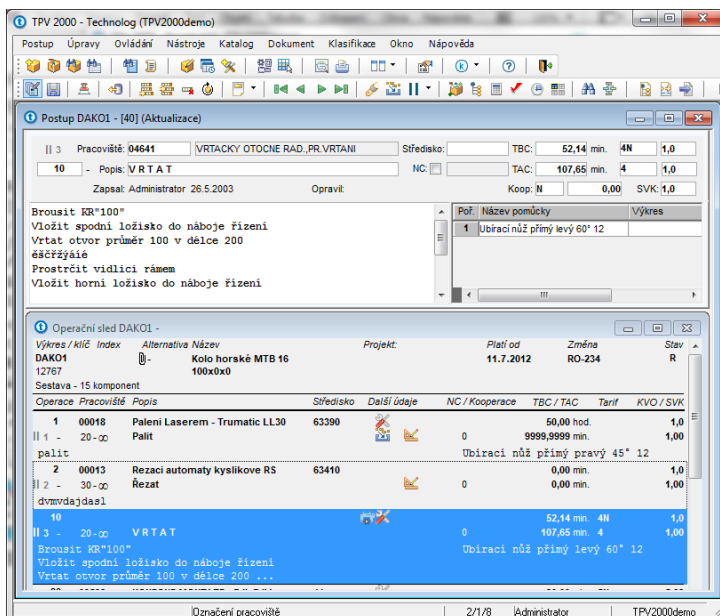 TPV 2000 - Technolog (TPV2000demo)
Postup Úpravy Ovládání Nástroje Katalog Dokument Klasifikace Okno Nápověda
Postup DAKO1 - [40] (Aktualizace)
3 Pracoviště: 04641 VRTACKY OTOCNE RAD.,PR.VRTANI Středisko: TBC: 52,14 min. 4N 1,0
10 - Popis: V R T A T NC: TAC: 107,65 min. 4 1,0
Zapsal: Administrator 26.5.2003 Opravil: Koop: N 0,00 SVK: 1,0
Brousit KR"100"
Vložit spodní ložisko do náboje řízení
Vrtat otvor průměr 100 v délce 200
ěščřžýáíé
Prostrčit vidlici rámem
Vložit horní ložisko do náboje řízení
Poř. Název pomůcky Výkres
1 Ubírací nůž přímý levý 60° 12
Operační sled DAKO1 -
Výkres / klíč Index Alternativa Název Projekt: Platí od Změna Stav
DAKO1 - Kolo horské MTB 16 11.7.2012 RO-234 R
12767 100x0x0
Sestava - 15 komponent
Operace Pracoviště Popis Středisko Další údaje NC / Kooperace TBC / TAC Tarif KVO / SVK
1 00018 Paleni Laserem - Trumatic LL30 63390 50,00 hod. 1,0
1 - 20-∞ Palit 0 9999,9999 min. 1,00
palit Ubírací nůž přímý pravý 45° 12
2 00013 Rezaci automaty kyslikove RS 63410 0,00 min. 1,0
2 - 30-∞ Řezat 0 0,00 min. 1,00
dvmvdajdasl
10 52,14 min. 4N 1,0
3 - 20-∞ V R T A T 0 107,65 min. 4 1,00
Brousit KR"100" Ubírací nůž přímý levý 60° 12
Vložit spodní ložisko do náboje řízení
Vrtat otvor průměr 100 v délce 200 ...
Označení pracoviště 2/1/8 Administrator TPV2000demo